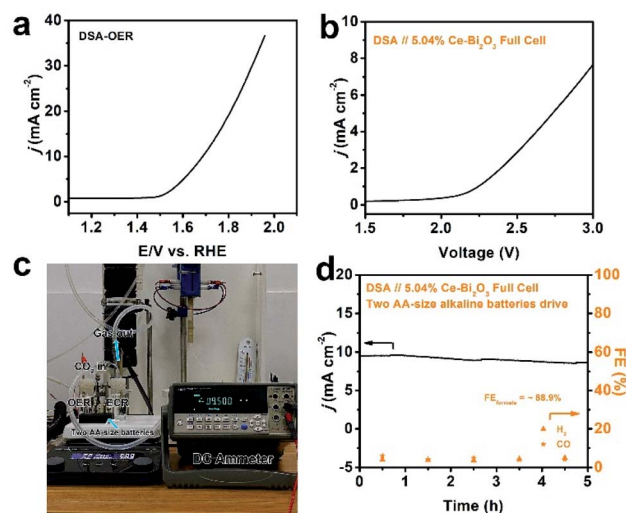 a
DSA-OER
j (mA cm⁻²)
40
30
20
10
0
1.2 1.4 1.6 1.8 2.0
E/V vs. RHE
b
DSA // 5.04% Ce-Bi₂O₃ Full Cell
j (mA cm⁻²)
10
8
6
4
2
0
1.5 2.0 2.5 3.0
Voltage (V)
c
Gas out
CO₂ in
OER ECR
Two AA-size batteries
DC Ammeter
d
DSA // 5.04% Ce-Bi₂O₃ Full Cell
Two AA-size alkaline batteries drive
j (mA cm⁻²)
20
15
10
5
0
-5
100
80
60
40
20
0
FE (%)
FEformate = ~ 88.9%
H₂
CO
0 1 2 3 4 5
Time (h)